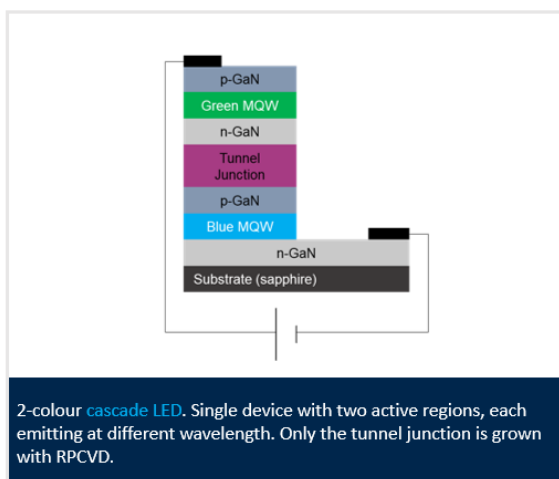 p-GaN
Green MQW
n-GaN
Tunnel
Junction
p-GaN
Blue MQW
n-GaN
Substrate (sapphire)
2-colour cascade LED. Single device with two active regions, each
emitting at different wavelength. Only the tunnel junction is grown
with RPCVD.